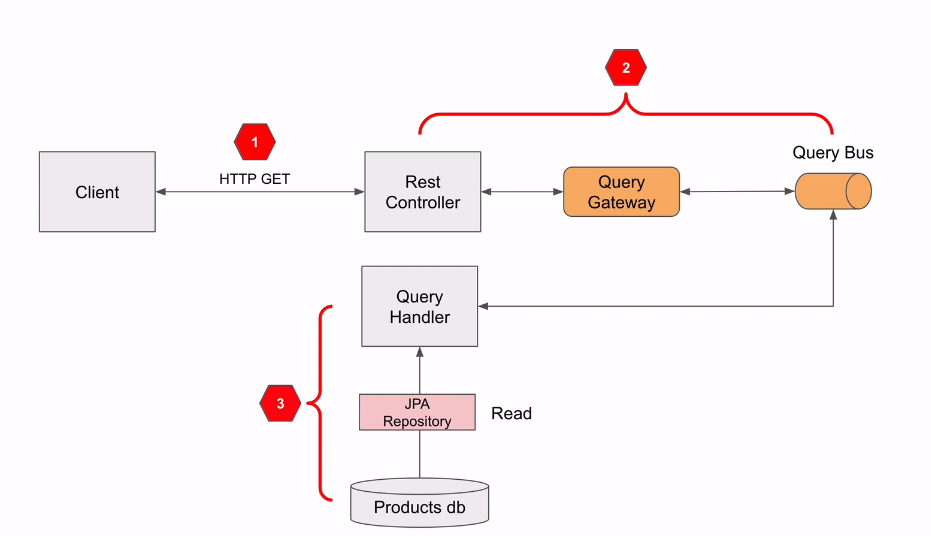 2
1
Query Bus
HTTP GET
Client
Rest
Controller
Query
Gateway
Query
Handler
3
JPA
Repository
Read
Products db